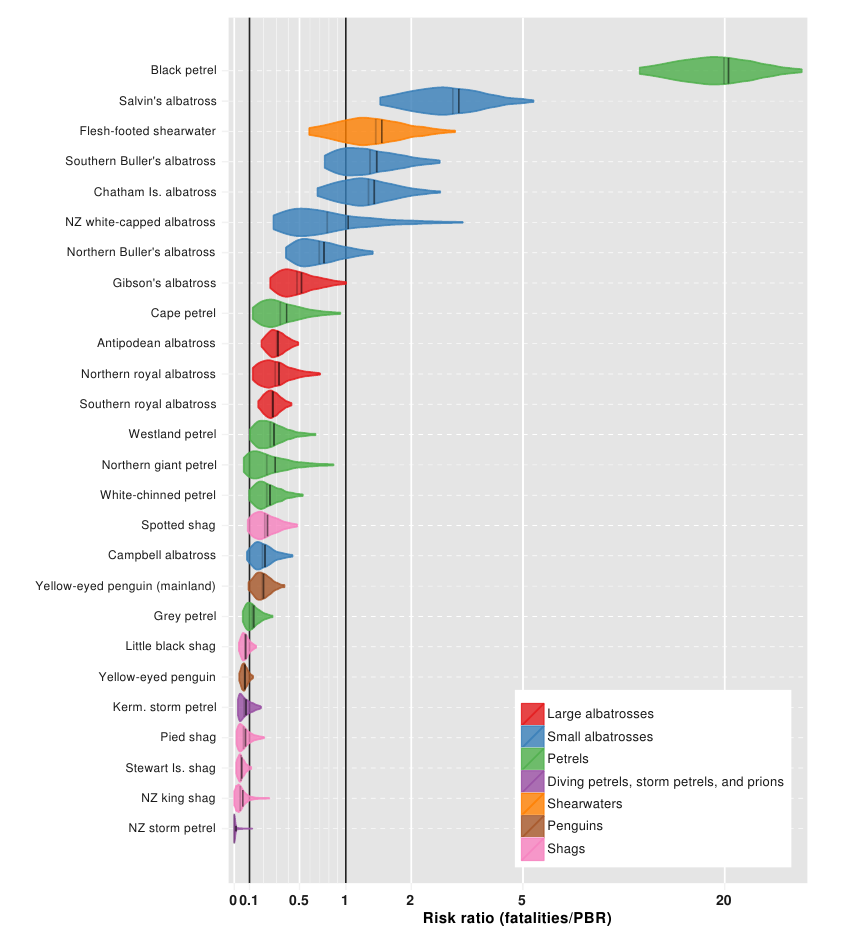 Black petrel
Salvin's albatross
Flesh-footed shearwater
Southern Buller's albatross
Chatham Is. albatross
NZ white-capped albatross
Northern Buller's albatross
Gibson's albatross
Cape petrel
Antipodean albatross
Northern royal albatross
Southern royal albatross
Westland petrel
Northern giant petrel
White-chinned petrel
Spotted shag
Campbell albatross
Yellow-eyed penguin (mainland)
Grey petrel
Little black shag
Yellow-eyed penguin
Kerm. storm petrel
Pied shag
Stewart Is. shag
NZ king shag
NZ storm petrel
Large albatrosses
Small albatrosses
Petrels
Diving petrels, storm petrels, and prions
Shearwaters
Penguins
Shags
0 0.1 0.5 1 2 5 20
Risk ratio (fatalities/PBR)